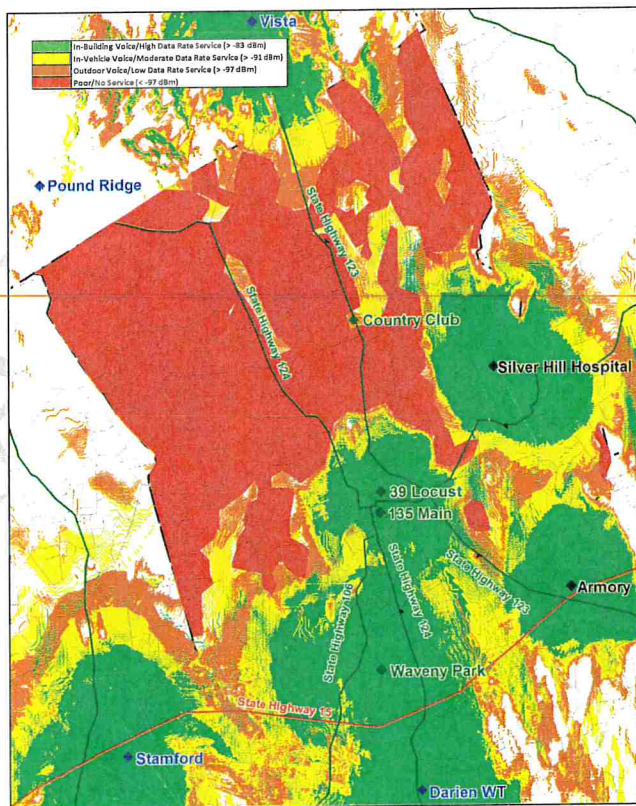 Vista
In-Building Voice/High Data Rate Service (> -83 dBm)
In-Vehicle Voice/Moderate Data Rate Service (> -91 dBm)
Outdoor Voice/Low Data Rate Service (> -97 dBm)
Poor/No Service (< -97 dBm)
Pound Ridge
State Highway 123
State Highway 124
Country Club
Silver Hill Hospital
39 Locust
135 Main
State Highway 123
Armory
State Highway 106
State Highway 124
Waveny Park
State Highway 15
Stamford
Darien WT